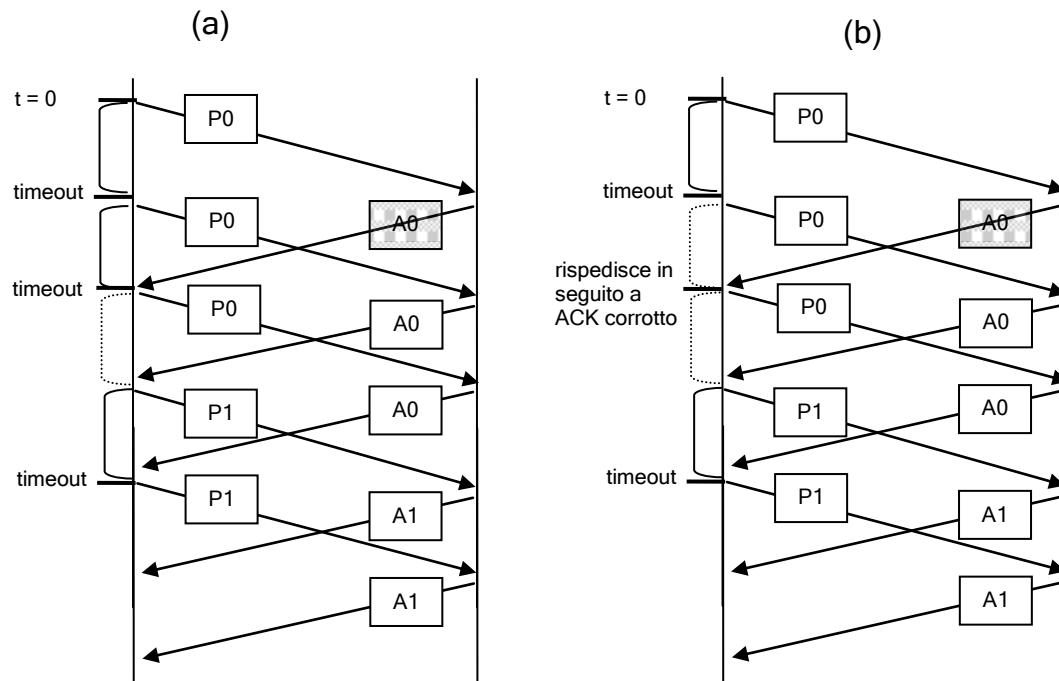 (a)
t = 0
P0
timeout
P0
A0
timeout
P0
A0
P1
A0
timeout
P1
A1
A1
(b)
t = 0
P0
timeout
P0
A0
rispedisce in
seguito a
ACK corrotto
P0
A0
P1
A0
timeout
P1
A1
A1